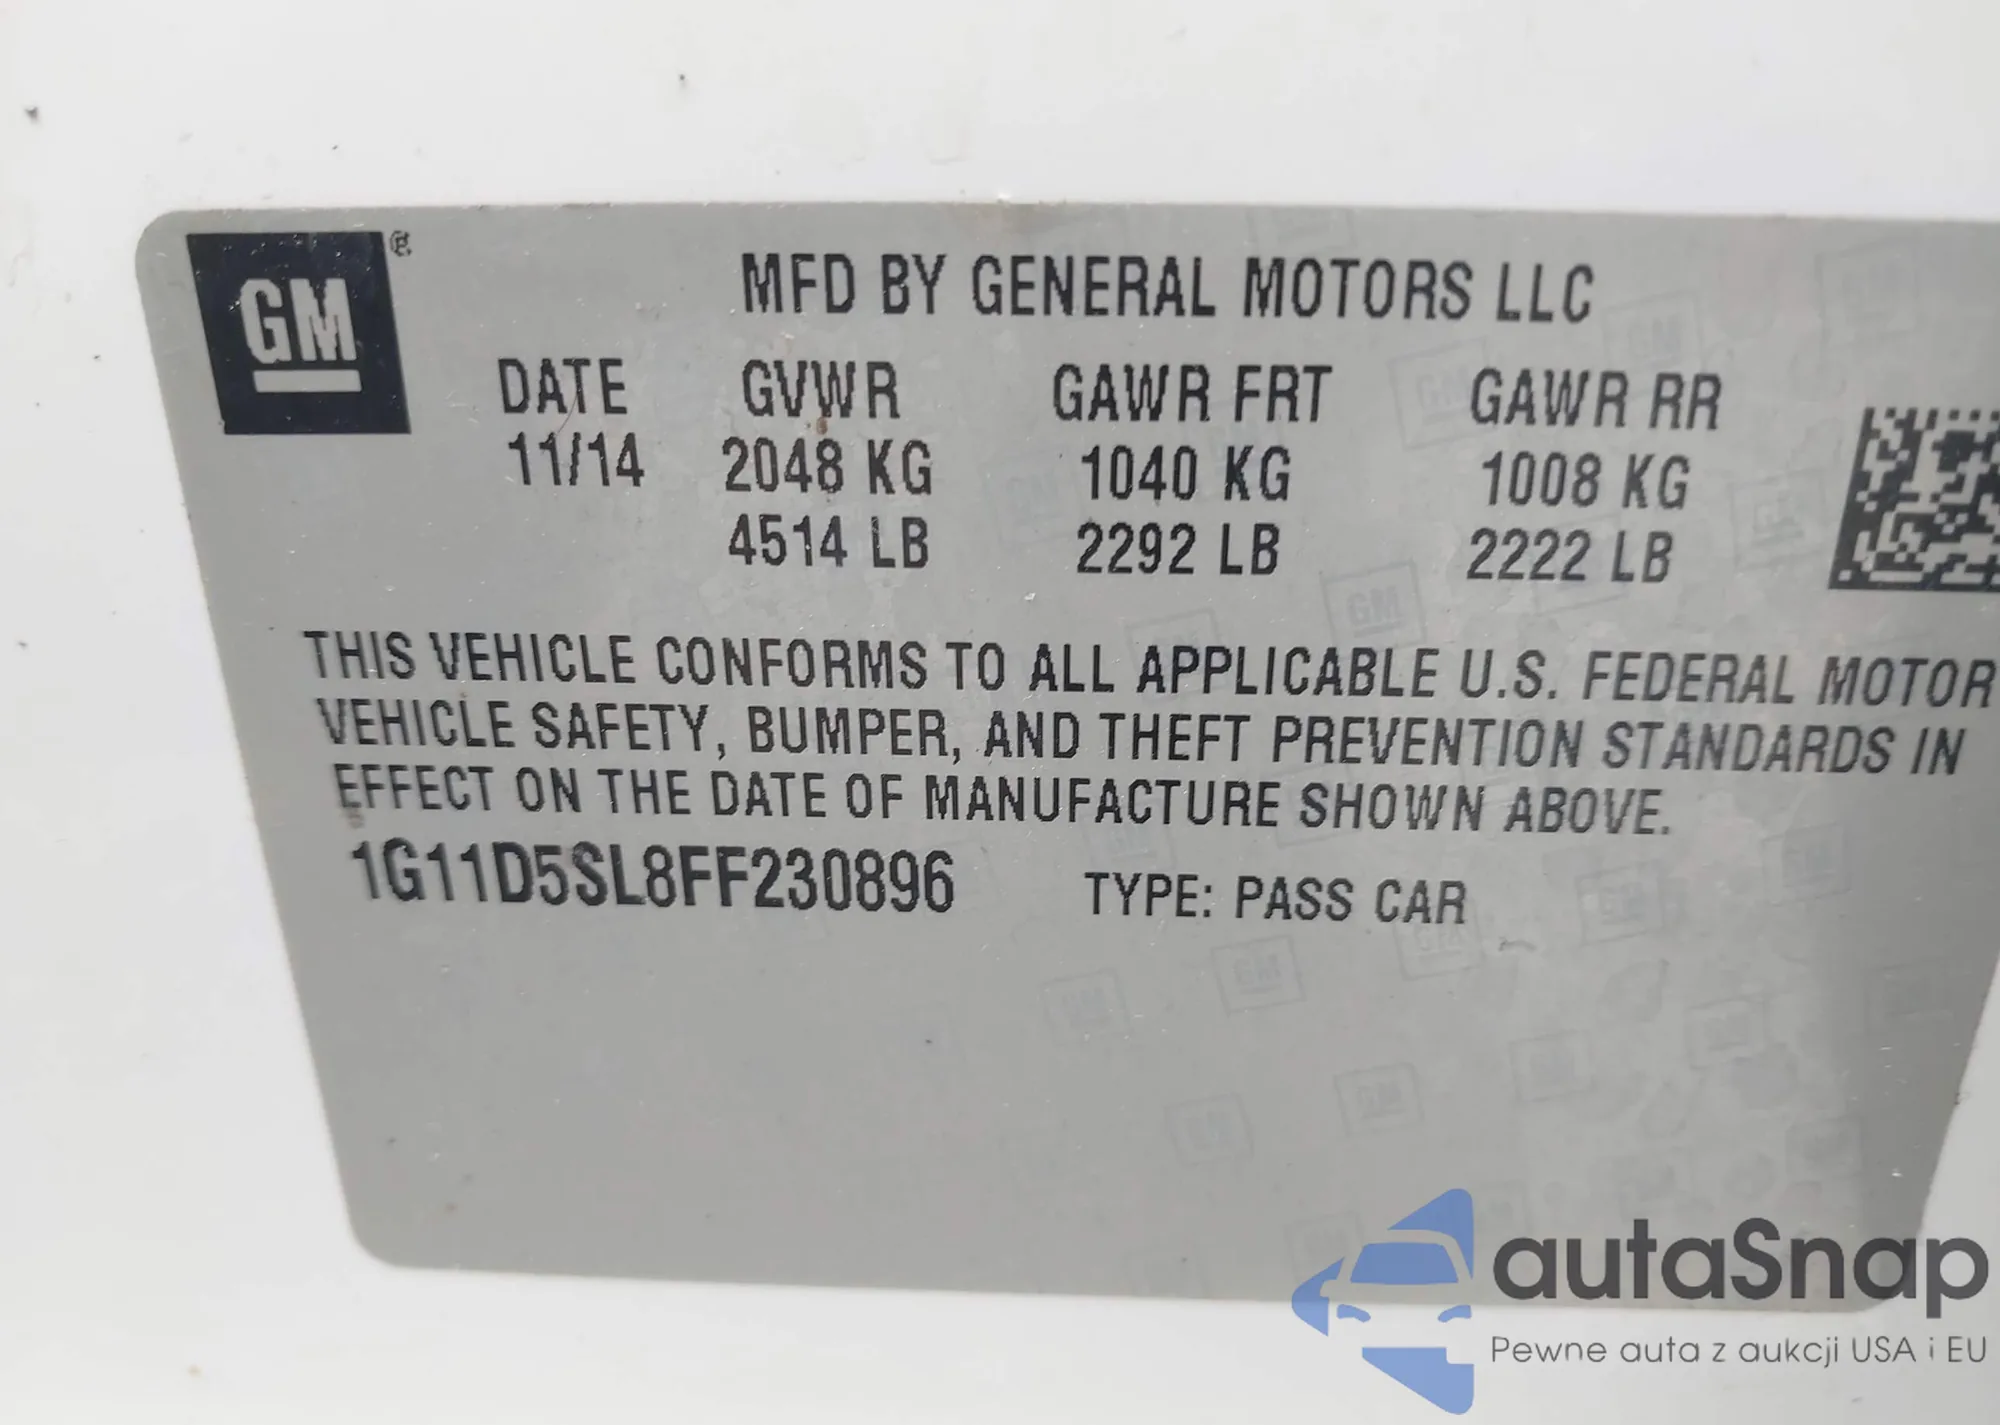 GM ®
MFD BY GENERAL MOTORS LLC
DATE GVWR GAWR FRT GAWR RR
11/14 2048 KG 1040 KG 1008 KG
4514 LB 2292 LB 2222 LB
THIS VEHICLE CONFORMS TO ALL APPLICABLE U.S. FEDERAL MOTOR
VEHICLE SAFETY, BUMPER, AND THEFT PREVENTION STANDARDS IN
EFFECT ON THE DATE OF MANUFACTURE SHOWN ABOVE.
1G11D5SL8FF230896 TYPE: PASS CAR
autaSnap
Pewne auta z aukcji USA i EU